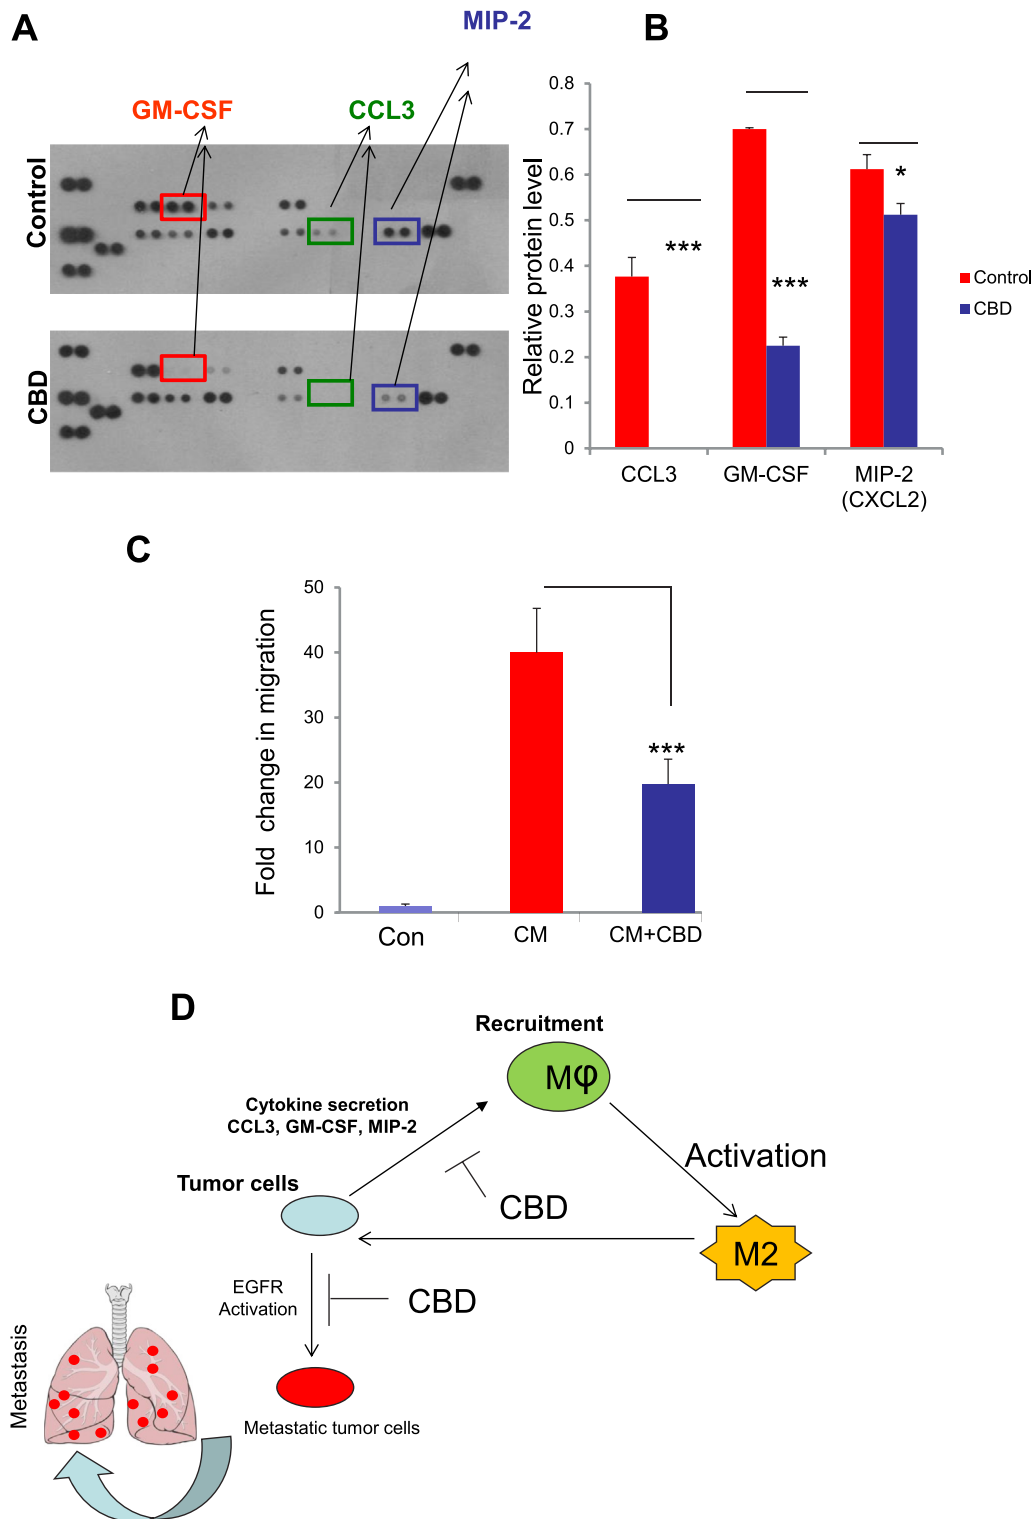 A
MIP-2
GM-CSF
CCL3
Control
CBD
B
Relative protein level
0.8
0.7
0.6
0.5
0.4
0.3
0.2
0.1
0
***
***
*
Control
CBD
CCL3
GM-CSF
MIP-2
(CXCL2)
C
Fold change in migration
50
40
30
20
10
0
***
Con
CM
CM+CBD
D
Recruitment
Mφ
Cytokine secretion
CCL3, GM-CSF, MIP-2
Activation
Tumor cells
CBD
M2
EGFR
Activation
CBD
Metastasis
Metastatic tumor cells